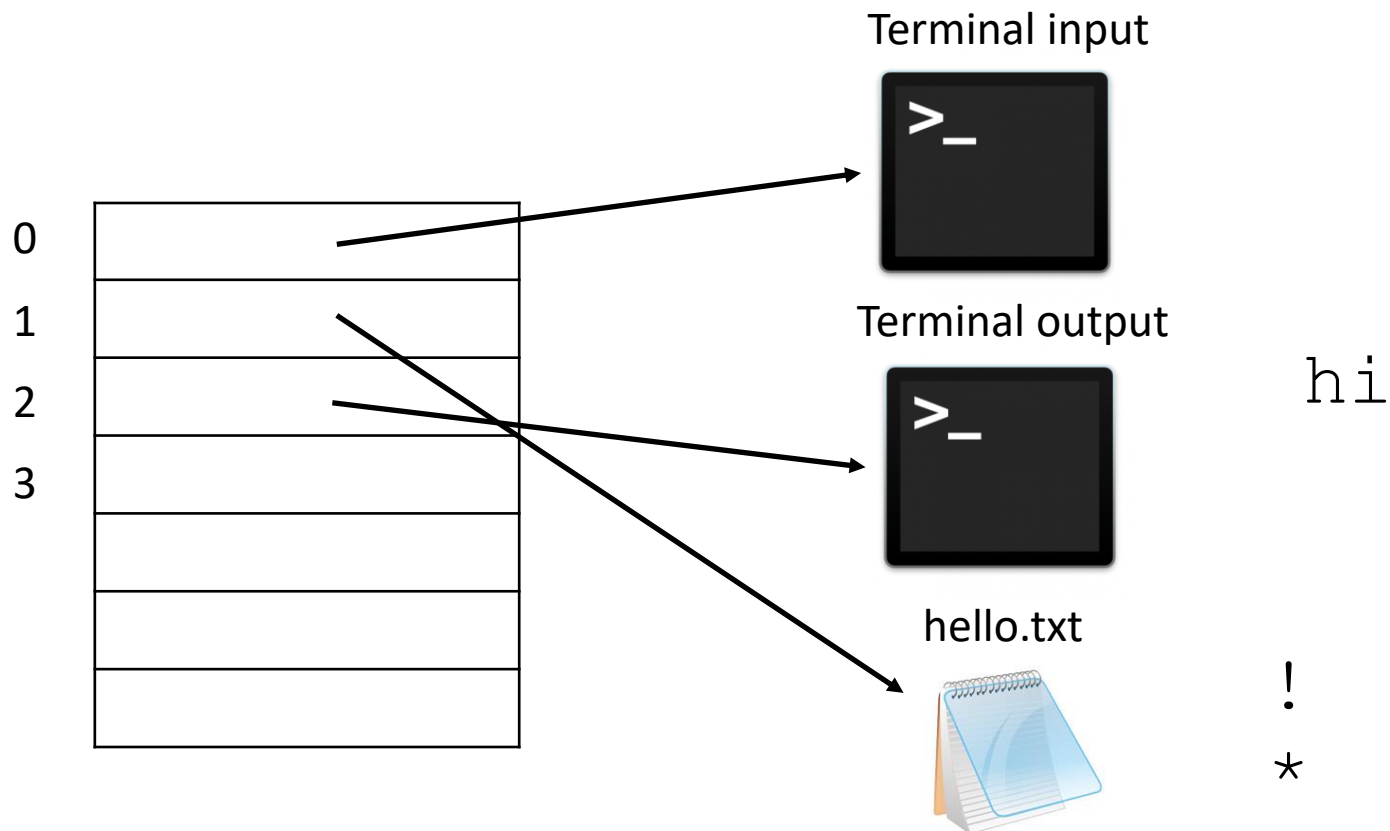 Terminal input
>_
0
1
2
3
Terminal output
>_
hi
hello.txt
!
*